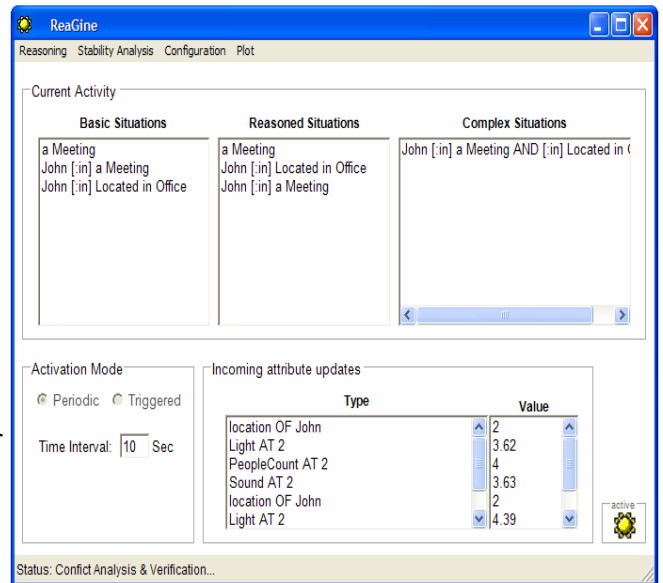 ReaGine
Reasoning Stability Analysis Configuration Plot
Current Activity
Basic Situations
a Meeting
John [:in] a Meeting
John [:in] Located in Office
Reasoned Situations
a Meeting
John [:in] Located in Office
John [:in] a Meeting
Complex Situations
John [:in] a Meeting AND [:in] Located in
Activation Mode
Periodic Triggered
Time Interval: 10 Sec
Incoming attribute updates
Type Value
location OF John 2
Light AT 2 3.62
PeopleCount AT 2 4
Sound AT 2 3.63
location OF John 2
Light AT 2 4.39
active
Status: Confict Analysis & Verification...